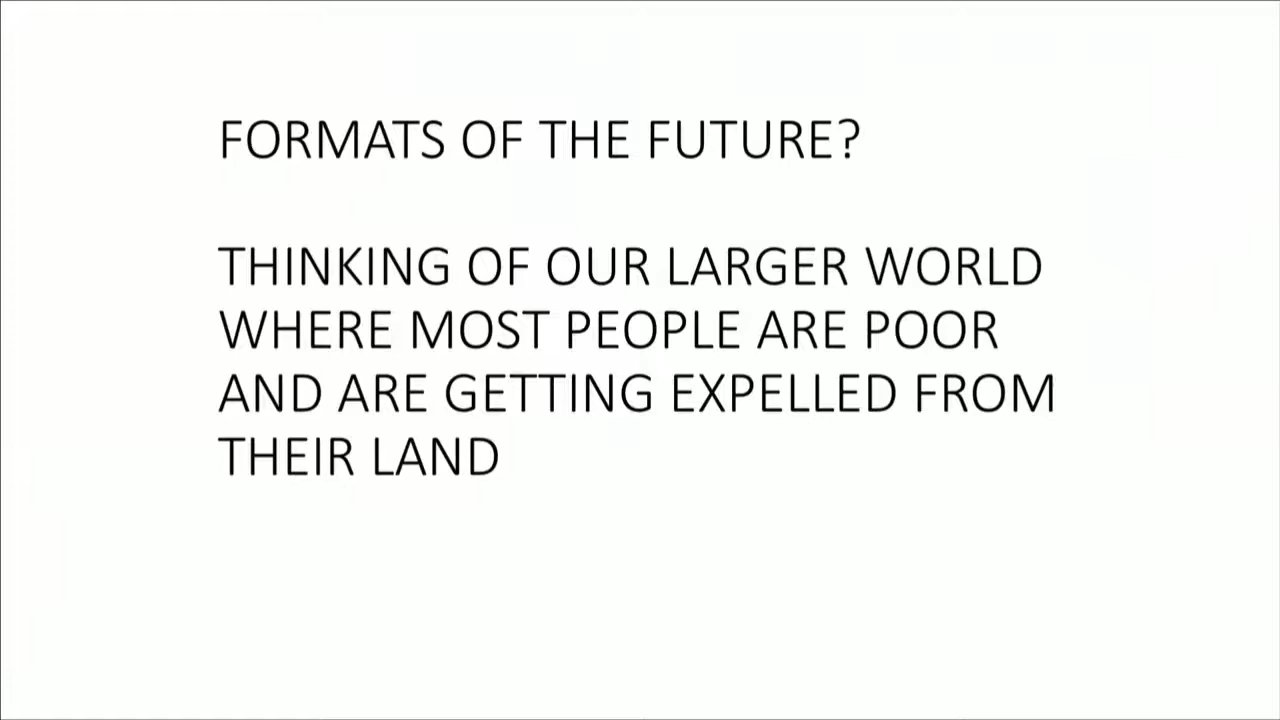 FORMATS OF THE FUTURE?
THINKING OF OUR LARGER WORLD
WHERE MOST PEOPLE ARE POOR
AND ARE GETTING EXPELLED FROM
THEIR LAND